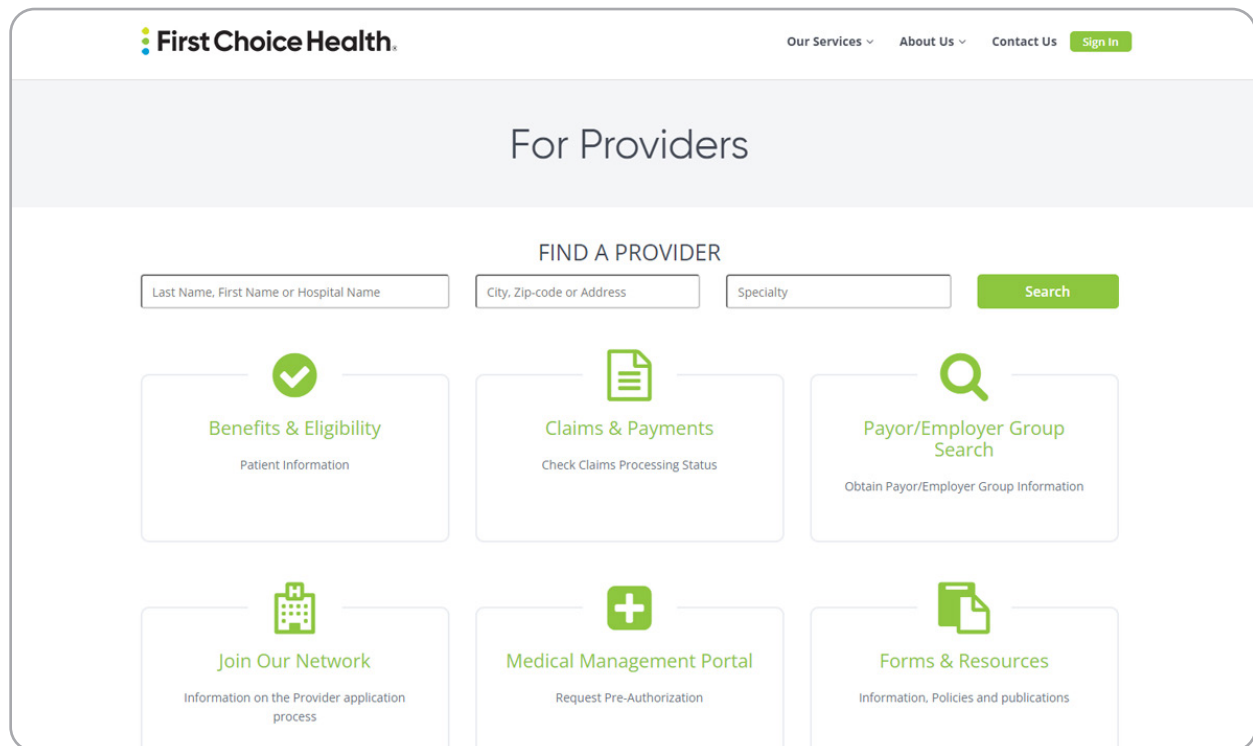 First Choice Health®
Our Services
About Us
Contact Us
Sign In
For Providers
FIND A PROVIDER
Last Name, First Name or Hospital Name
City, Zip-code or Address
Specialty
Search
Benefits & Eligibility
Patient Information
Claims & Payments
Check Claims Processing Status
Payor/Employer Group
Search
Obtain Payor/Employer Group Information
H
Join Our Network
Information on the Provider application
process
Medical Management Portal
Request Pre-Authorization
Forms & Resources
Information, Policies and publications